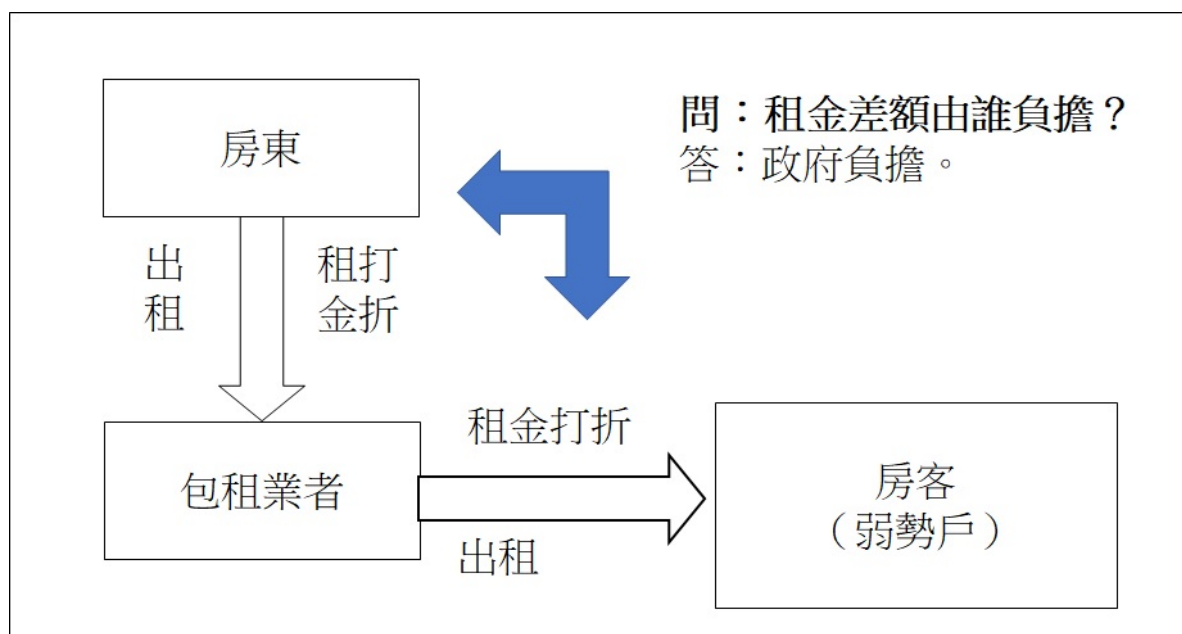 問：租金差額由誰負擔？
答：政府負擔。
房東
出租
租金
打折
包租業者
租金打折
出租
房客
（弱勢戶）